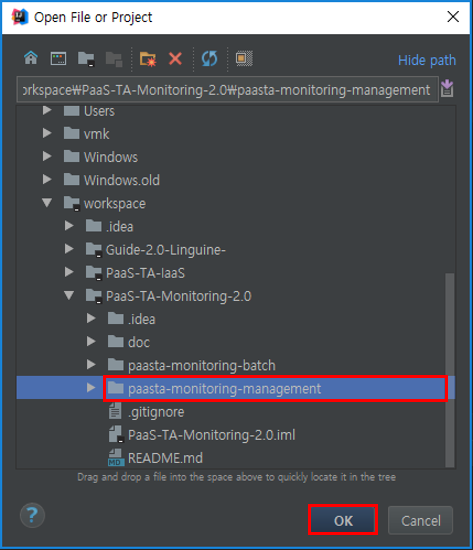 Open File or Project
Hide path
orkspace₩PaaS-TA-Monitoring-2.0₩paasta-monitoring-management
Users
vmk
Windows
Windows.old
workspace
.idea
Guide-2.0-Linguine-
PaaS-TA-IaaS
PaaS-TA-Monitoring-2.0
.idea
doc
paasta-monitoring-batch
paasta-monitoring-management
.gitignore
PaaS-TA-Monitoring-2.0.iml
MD README.md
Drag and drop a file into the space above to quickly locate it in the tree
? OK Cancel